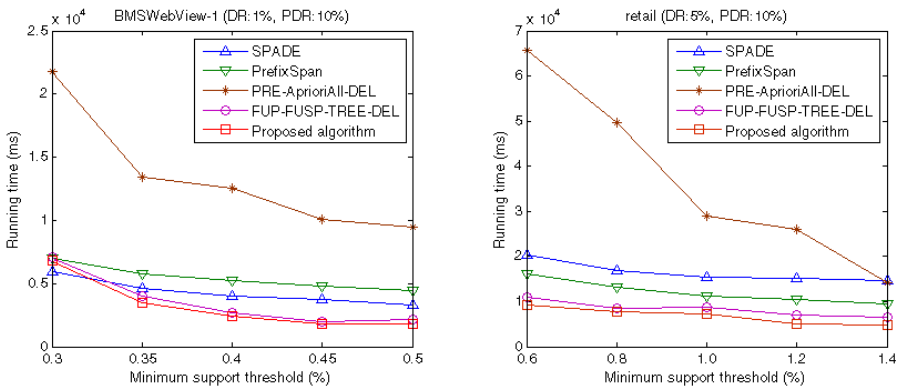 BMSWebView-1 (DR:1%, PDR:10%)
x 10^4
2.5
2
1.5
1
0.5
0
Running time (ms)
0.3
0.35
0.4
0.45
0.5
Minimum support threshold (%)
SPADE
PrefixSpan
PRE-AprioriAll-DEL
FUP-FUSP-TREE-DEL
Proposed algorithm
retail (DR:5%, PDR:10%)
x 10^4
7
6
5
4
3
2
1
0
Running time (ms)
0.6
0.8
1.0
1.2
1.4
Minimum support threshold (%)
SPADE
PrefixSpan
PRE-AprioriAll-DEL
FUP-FUSP-TREE-DEL
Proposed algorithm